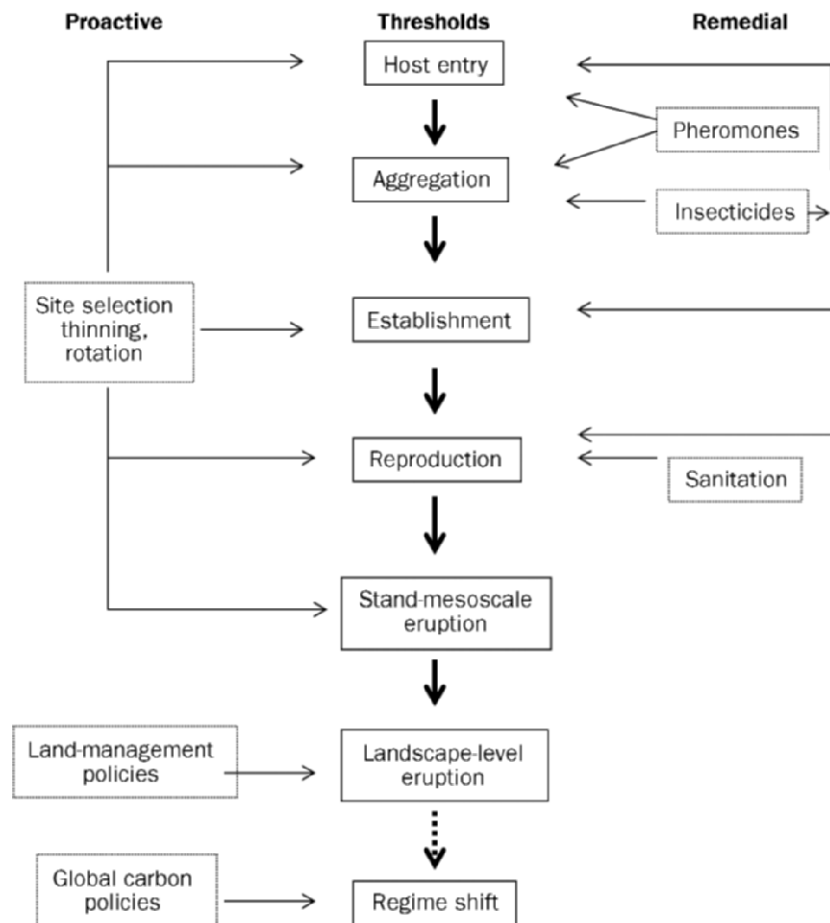 Proactive
Thresholds
Remedial
Host entry
Pheromones
Aggregation
Insecticides
Site selection
thinning,
rotation
Establishment
Reproduction
Sanitation
Stand-mesoscale
eruption
Land-management
policies
Landscape-level
eruption
Global carbon
policies
Regime shift